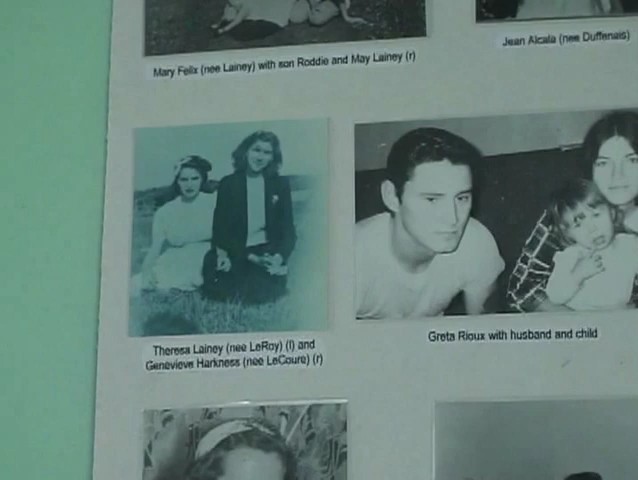 Mary Felix (nee Lainey) with son Roddie and May Lainey (r)
Jean Alcala (nee Duffenais)
Theresa Lainey (nee LeRoy) (l) and
Genevieve Harkness (nee LeCoure) (r)
Greta Rioux with husband and child